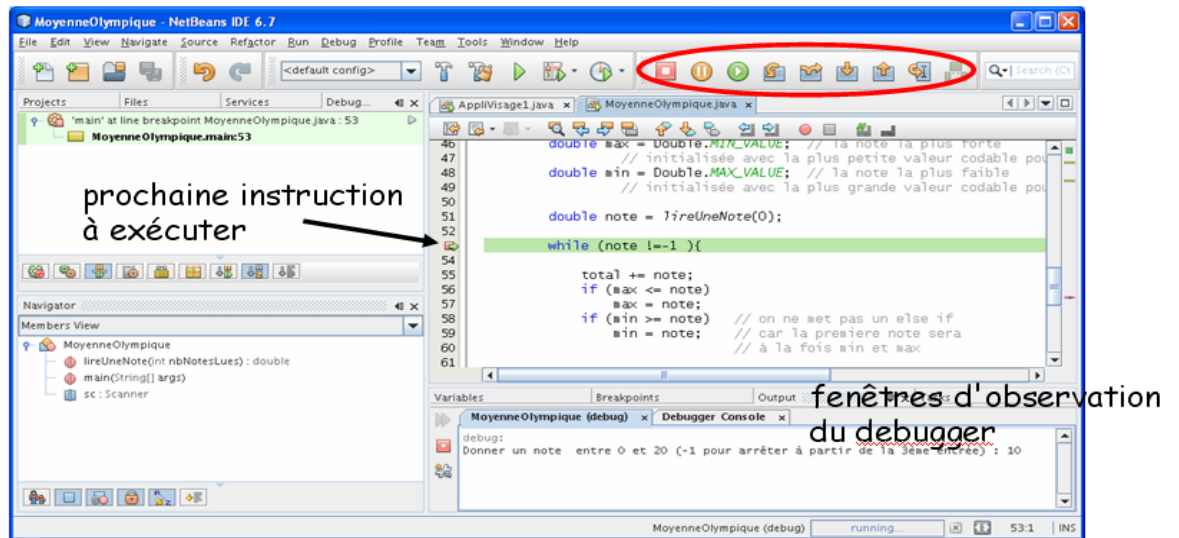 MoyenneOlympique - NetBeans IDE 6.7
File Edit View Navigate Source Refactor Run Debug Profile Team Tools Window Help
<default config>
Search (Ct
Projects Files Services Debug...
AppliVisage1.java x MoyenneOlympique.java x
'main' at line breakpoint MoyenneOlympique.java : 53
MoyenneOlympique.main:53
prochaine instruction
à exécuter
46 double max = Double.MIN_VALUE; // la note la plus forte
47 // initialisée avec la plus petite valeur codable pou
48 double min = Double.MAX_VALUE; // la note la plus faible
49 // initialisée avec la plus grande valeur codable pou
50
51 double note = lireUneNote(0);
52
while (note !=-1 ){
54
55 total += note;
56 if (max <= note)
57 max = note;
58 if (min >= note) // on ne met pas un else if
59 min = note; // car la premiere note sera
60 // à la fois min et max
61
Navigator
Members View
MoyenneOlympique
lireUneNote(int nbNotesLues) : double
main(String[] args)
sc : Scanner
Variables Breakpoints Output
fenêtres d'observation
du debugger
MoyenneOlympique (debug) x Debugger Console x
debug:
Donner un note entre 0 et 20 (-1 pour arrêter à partir de la 3ème entrée) : 10
MoyenneOlympique (debug) running... 53:1 INS